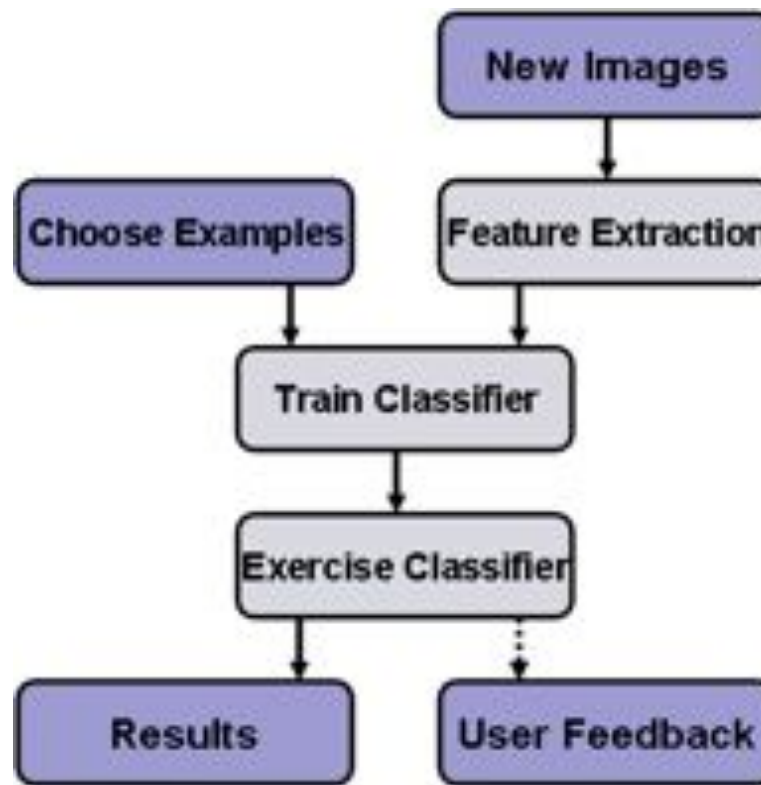 New Images
Choose Examples
Feature Extraction
Train Classifier
Exercise Classifier
Results
User Feedback